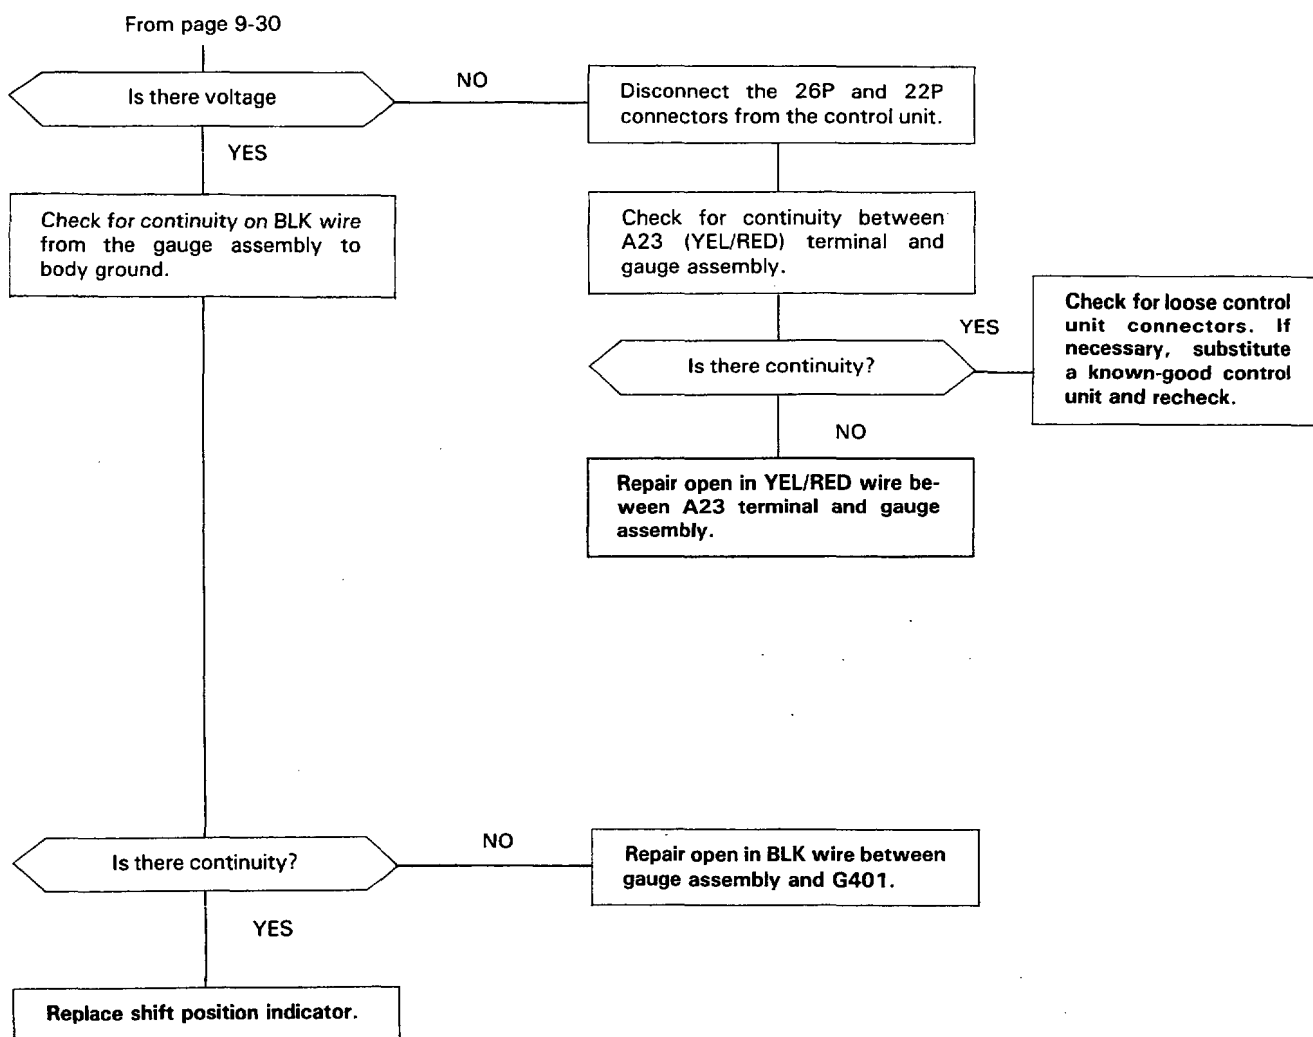 From page 9-30
Is there voltage
NO
Disconnect the 26P and 22P
connectors from the control unit.
YES
Check for continuity on BLK wire
from the gauge assembly to
body ground.
Check for continuity between
A23 (YEL/RED) terminal and
gauge assembly.
Is there continuity?
YES
Check for loose control
unit connectors. If
necessary, substitute
a known-good control
unit and recheck.
NO
Repair open in YEL/RED wire be-
ween A23 terminal and gauge
assembly.
Is there continuity?
NO
Repair open in BLK wire between
gauge assembly and G401.
YES
Replace shift position indicator.